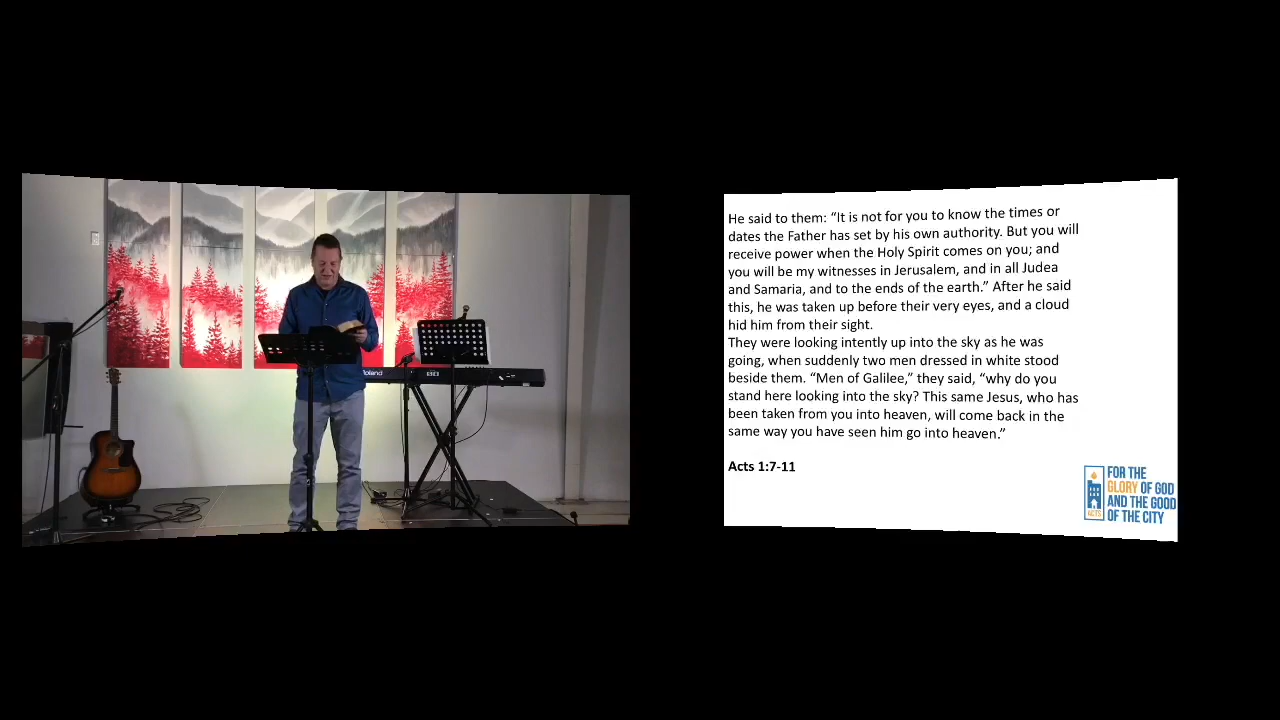 He said to them: “It is not for you to know the times or
dates the Father has set by his own authority. But you will
receive power when the Holy Spirit comes on you; and
you will be my witnesses in Jerusalem, and in all Judea
and Samaria, and to the ends of the earth.” After he said
this, he was taken up before their very eyes, and a cloud
hid him from their sight.
They were looking intently up into the sky as he was
going, when suddenly two men dressed in white stood
beside them. “Men of Galilee,” they said, “why do you
stand here looking into the sky? This same Jesus, who has
been taken from you into heaven, will come back in the
same way you have seen him go into heaven.”
Acts 1:7-11
ACTS
FOR THE
GLORY OF GOD
AND THE GOOD
OF THE CITY
Roland